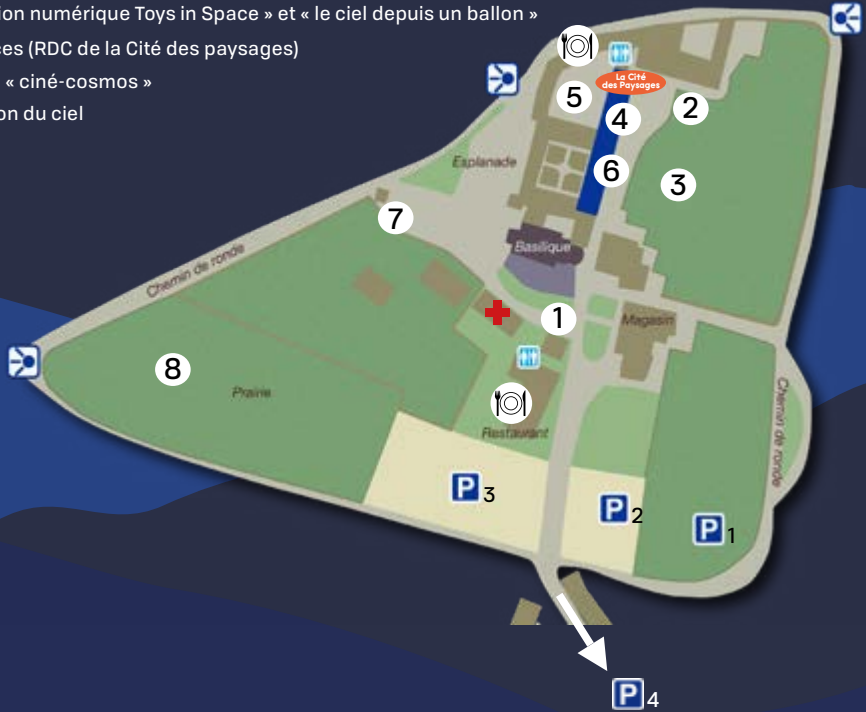 ion numérique Toys in Space » et « le ciel depuis un ballon »
ces (RDC de la Cité des paysages)
« ciné-cosmos »
on du ciel
La Cité
des Paysages
5
4
2
6
3
Esplanade
7
Basilique
Chemin de ronde
1
Magasin
8
Prairie
Chemin de ronde
Restaurant
P 3
P 2
P 1
P 4